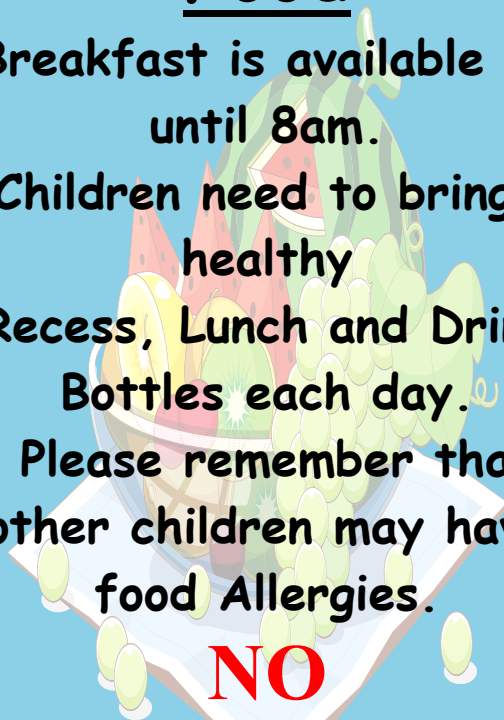 Breakfast is available
until 8am.
Children need to bring
healthy
Recess, Lunch and Dri
Bottles each day.
Please remember tha
other children may hav
food Allergies.
NO